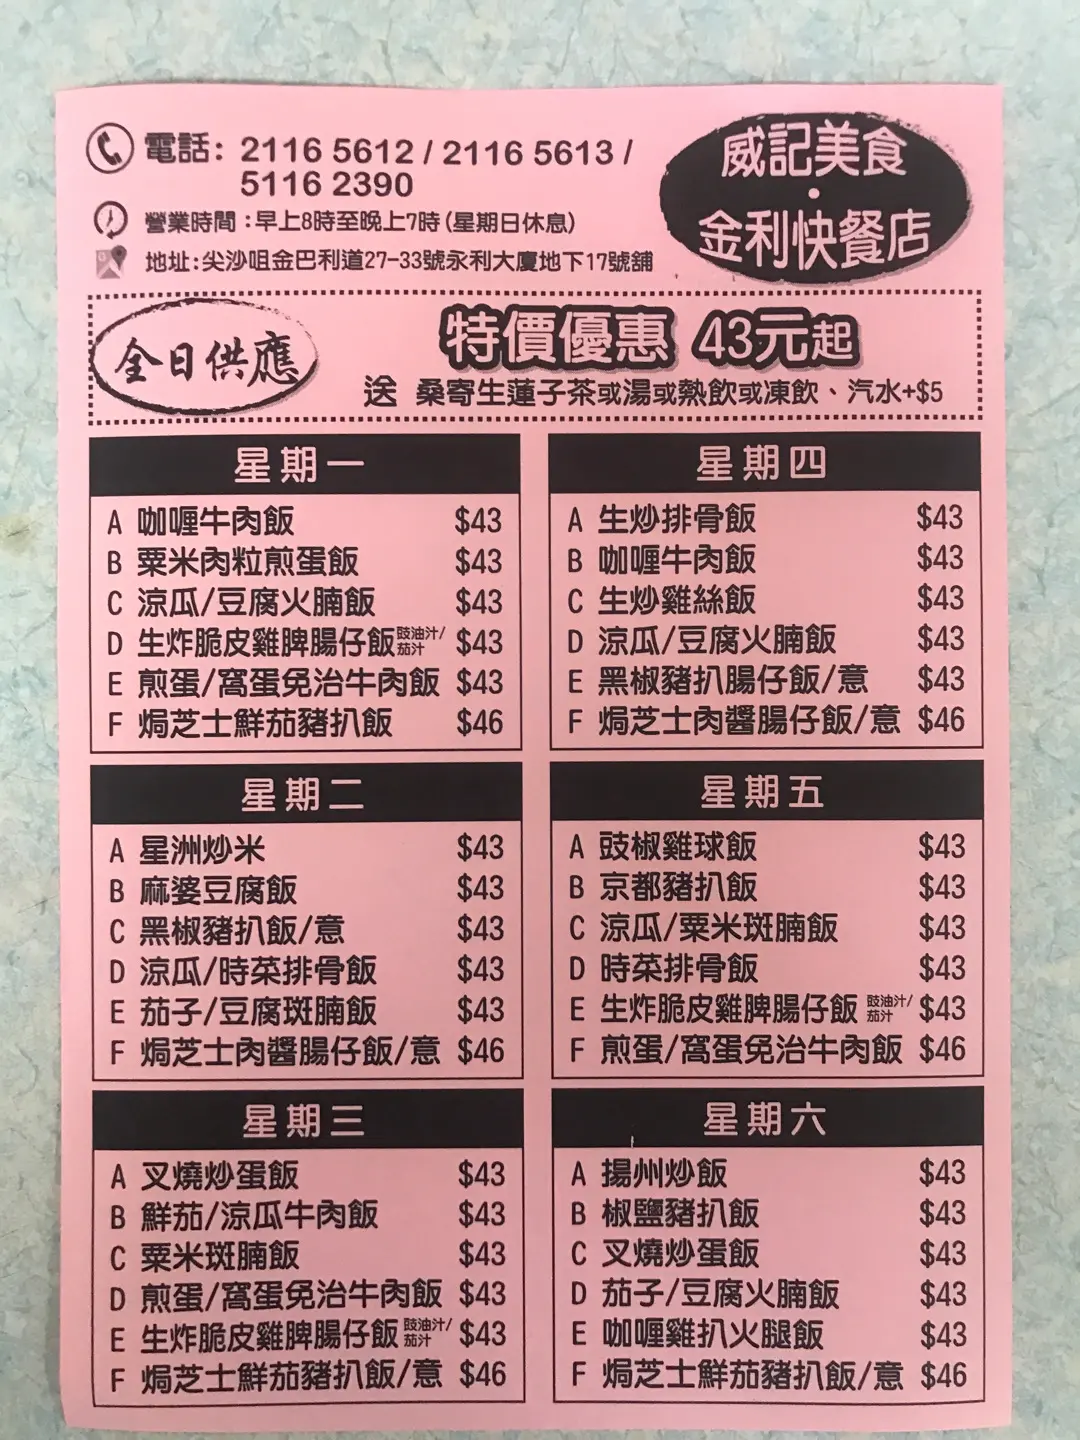 電話: 2116 5612 / 2116 5613 /
5116 2390
營業時間:早上8時至晚上7時(星期日休息)
地址:尖沙咀金巴利道27-33號永利大廈地下17號舖
威記美食
·
金利快餐店
全日供應
特價優惠 43元起
送 桑寄生蓮子茶或湯或熱飲或凍飲、汽水+$5
星期一
A 咖喱牛肉飯 $43
B 粟米肉粒煎蛋飯 $43
C 涼瓜/豆腐火腩飯 $43
D 生炸脆皮雞脾腸仔飯豉油汁/茄汁 $43
E 煎蛋/窩蛋免治牛肉飯 $43
F 焗芝士鮮茄豬扒飯 $46
星期二
A 星洲炒米 $43
B 麻婆豆腐飯 $43
C 黑椒豬扒飯/意 $43
D 涼瓜/時菜排骨飯 $43
E 茄子/豆腐斑腩飯 $43
F 焗芝士肉醬腸仔飯/意 $46
星期三
A 叉燒炒蛋飯 $43
B 鮮茄/涼瓜牛肉飯 $43
C 粟米斑腩飯 $43
D 煎蛋/窩蛋免治牛肉飯 $43
E 生炸脆皮雞脾腸仔飯豉油汁/茄汁 $43
F 焗芝士鮮茄豬扒飯/意 $46
星期四
A 生炒排骨飯 $43
B 咖喱牛肉飯 $43
C 生炒雞絲飯 $43
D 涼瓜/豆腐火腩飯 $43
E 黑椒豬扒腸仔飯/意 $43
F 焗芝士肉醬腸仔飯/意 $46
星期五
A 豉椒雞球飯 $43
B 京都豬扒飯 $43
C 涼瓜/粟米斑腩飯 $43
D 時菜排骨飯 $43
E 生炸脆皮雞脾腸仔飯 豉油汁/茄汁 $43
F 煎蛋/窩蛋免治牛肉飯 $46
星期六
A 揚州炒飯 $43
B 椒鹽豬扒飯 $43
C 叉燒炒蛋飯 $43
D 茄子/豆腐火腩飯 $43
E 咖喱雞扒火腿飯 $43
F 焗芝士鮮茄豬扒飯/意 $46